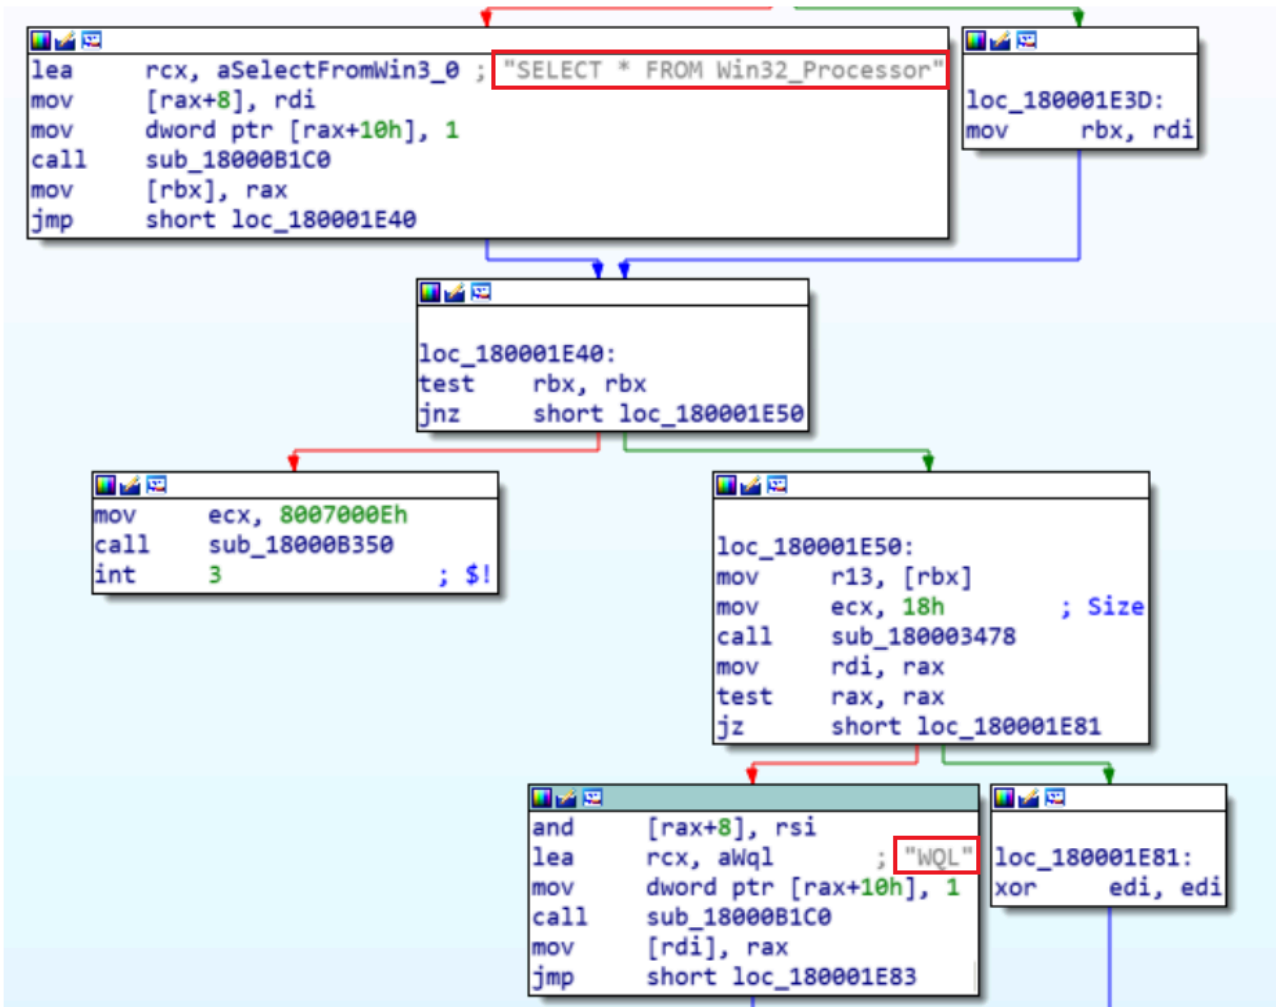 lea rcx, aSelectFromWin3_0 ; "SELECT * FROM Win32_Processor"
mov [rax+8], rdi
mov dword ptr [rax+10h], 1
call sub_18000B1C0
mov [rbx], rax
jmp short loc_180001E40
loc_180001E3D:
mov rbx, rdi
loc_180001E40:
test rbx, rbx
jnz short loc_180001E50
mov ecx, 8007000Eh
call sub_18000B350
int 3 ; $!
loc_180001E50:
mov r13, [rbx]
mov ecx, 18h ; Size
call sub_180003478
mov rdi, rax
test rax, rax
jz short loc_180001E81
and [rax+8], rsi
lea rcx, aWql ; "WQL"
mov dword ptr [rax+10h], 1
call sub_18000B1C0
mov [rdi], rax
jmp short loc_180001E83
loc_180001E81:
xor edi, edi